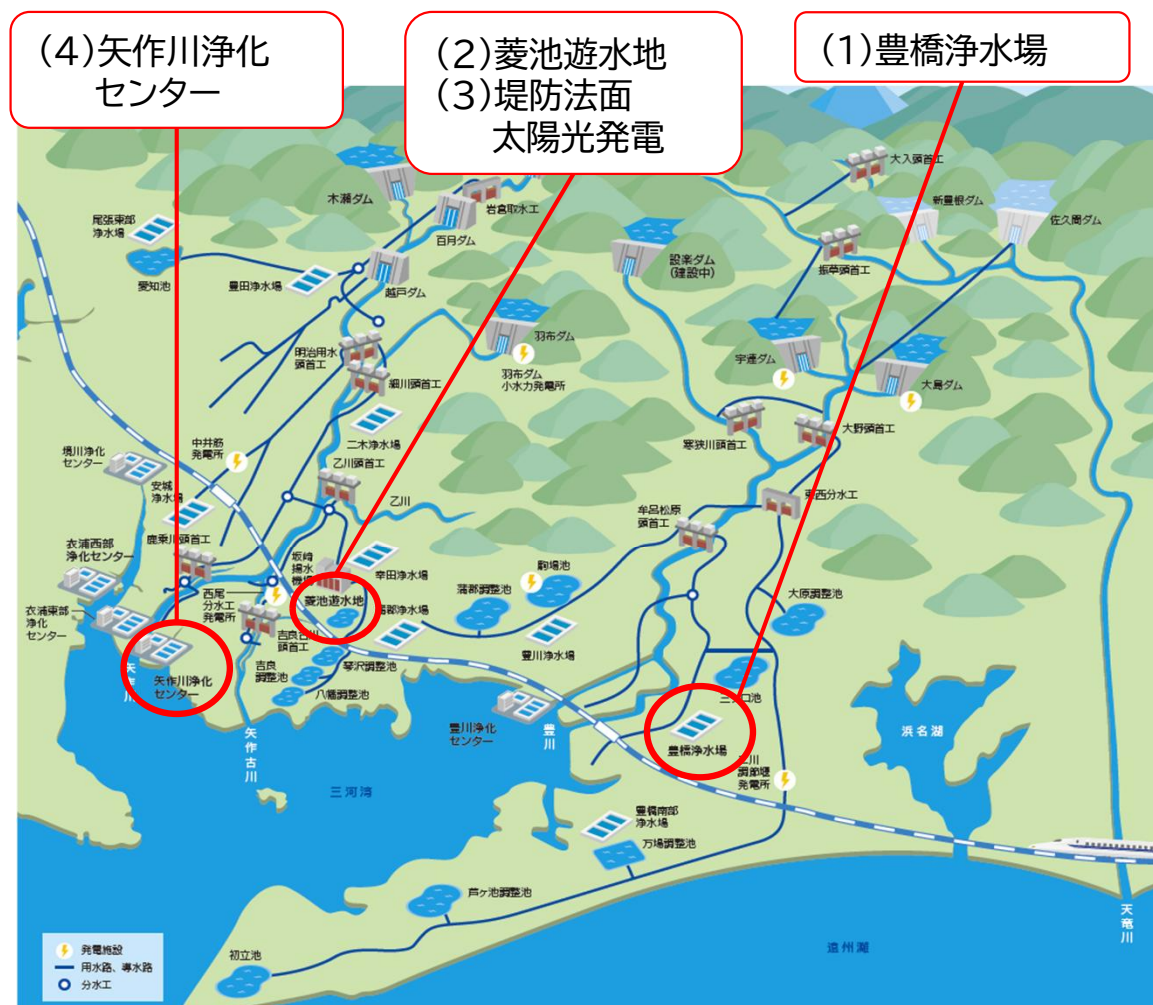 (4)矢作川浄化
センター
(2)菱池遊水地
(3)堤防法面
太陽光発電
(1)豊橋浄水場
大入頭首工
木瀬ダム
岩倉取水工
新豊根ダム
佐久間ダム
尾張東部
浄水場
百月ダム
設楽ダム
(建設中)
振草頭首工
愛知池
豊田浄水場
越戸ダム
羽布ダム
明治用水
頭首工
宇連ダム
羽布ダム
小水力発電所
細川頭首工
大島ダム
二木浄水場
寒狭川頭首工
大野頭首工
中井筋
発電所
境川浄化
センター
乙川頭首工
安城
浄水場
乙川
東西分水工
牟呂松原
頭首工
鹿乗川頭首工
衣浦西部
浄化センター
坂崎
揚水
機場
幸田浄水場
駒場池
西尾
分水工
発電所
菱池遊水地
蒲郡調整池
大原調整池
衣浦東部
浄化
センター
蒲郡浄水場
吉良古川
頭首工
豊川浄水場
吉良
調整池
琴沢調整池
矢作川浄化
センター
八幡調整池
三ツ口池
豊川浄化
センター
豊川
豊橋浄水場
浜名湖
矢作古川
二川
調節堰
発電所
三河湾
豊橋南部
浄水場
万場調整池
芦ヶ池調整池
天竜川
遠州灘
初立池
発電施設
用水路、導水路
分水工